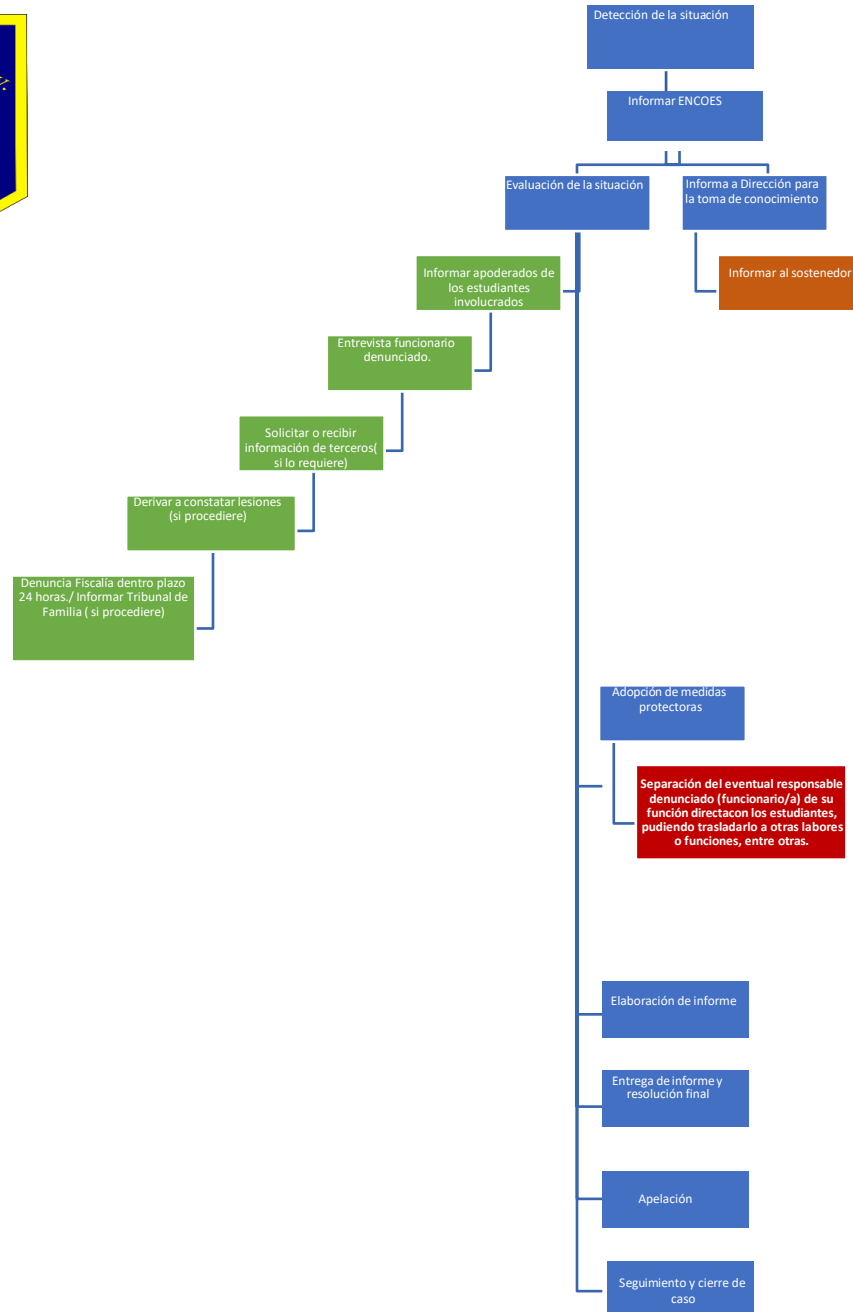 Detección de la situación
Informar ENCOES
Evaluación de la situación
Informa a Dirección para
la toma de conocimiento
Informar apoderados de
los estudiantes
involucrados
Informar al sostenedor
Entrevista funcionario
denunciado.
Solicitar o recibir
información de terceros(
si lo requiere)
Derivar a constatar lesiones
(si procediere)
Denuncia Fiscalía dentro plazo
24 horas./ Informar Tribunal de
Familia ( si procediere)
Adopción de medidas
protectoras
Separación del eventual responsable
denunciado (funcionario/a) de su
función directacon los estudiantes,
pudiendo trasladarlo a otras labores
o funciones, entre otras.
Elaboración de informe
Entrega de informe y
resolución final
Apelación
Seguimiento y cierre de
caso